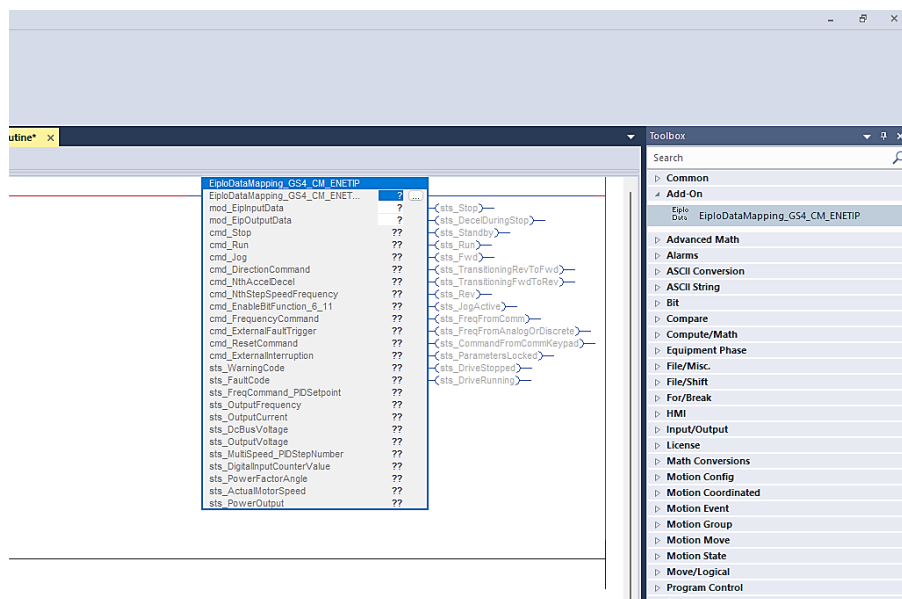 utine*
Toolbox
Search
Common
Add-On
Eiplo
Data
EiploDataMapping_GS4_CM_ENETIP
Advanced Math
Alarms
ASCII Conversion
ASCII String
Bit
Compare
Compute/Math
Equipment Phase
File/Misc.
File/Shift
For/Break
HMI
Input/Output
License
Math Conversions
Motion Config
Motion Coordinated
Motion Event
Motion Group
Motion Move
Motion State
Move/Logical
Program Control
EiploDataMapping_GS4_CM_ENETIP
EiploDataMapping_GS4_CM_ENET... ? ...
mod_EipInputData ? (sts_Stop)
mod_EipOutputData ? (sts_DecelDuringStop)
cmd_Stop ?? (sts_Standby)
cmd_Run ?? (sts_Run)
cmd_Jog ?? (sts_Fwd)
cmd_DirectionCommand ?? (sts_TransitioningRevToFwd)
cmd_NthAccelDecel ?? (sts_TransitioningFwdToRev)
cmd_NthStepSpeedFrequency ?? (sts_Rev)
cmd_EnableBitFunction_6_11 ?? (sts_JogActive)
cmd_FrequencyCommand ?? (sts_FreqFromComm)
cmd_ExternalFaultTrigger ?? (sts_FreqFromAnalogOrDiscrete)
cmd_ResetCommand ?? (sts_CommandFromCommKeypad)
cmd_ExternalInterruption ?? (sts_ParametersLocked)
sts_WarningCode ?? (sts_DriveStopped)
sts_FaultCode ?? (sts_DriveRunning)
sts_FreqCommand_PIDSetpoint ??
sts_OutputFrequency ??
sts_OutputCurrent ??
sts_DcBusVoltage ??
sts_OutputVoltage ??
sts_MultiSpeed_PIDStepNumber ??
sts_DigitalInputCounterValue ??
sts_PowerFactorAngle ??
sts_ActualMotorSpeed ??
sts_PowerOutput ??